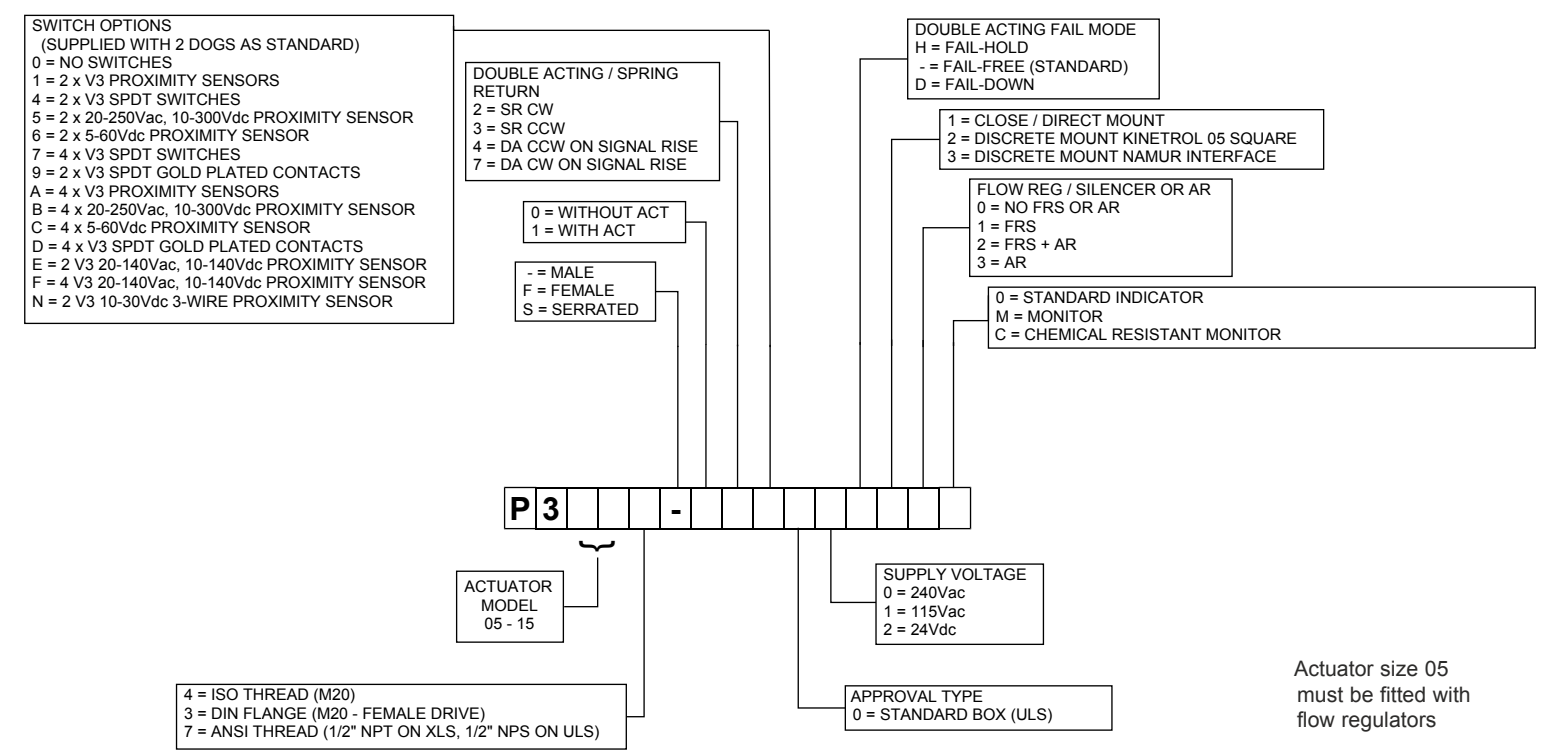 SWITCH OPTIONS
(SUPPLIED WITH 2 DOGS AS STANDARD)
0 = NO SWITCHES
1 = 2 x V3 PROXIMITY SENSORS
4 = 2 x V3 SPDT SWITCHES
5 = 2 x 20-250Vac, 10-300Vdc PROXIMITY SENSOR
6 = 2 x 5-60Vdc PROXIMITY SENSOR
7 = 4 x V3 SPDT SWITCHES
9 = 2 x V3 SPDT GOLD PLATED CONTACTS
A = 4 x V3 PROXIMITY SENSORS
B = 4 x 20-250Vac, 10-300Vdc PROXIMITY SENSOR
C = 4 x 5-60Vdc PROXIMITY SENSOR
D = 4 x V3 SPDT GOLD PLATED CONTACTS
E = 2 V3 20-140Vac, 10-140Vdc PROXIMITY SENSOR
F = 4 V3 20-140Vac, 10-140Vdc PROXIMITY SENSOR
N = 2 V3 10-30Vdc 3-WIRE PROXIMITY SENSOR
DOUBLE ACTING / SPRING
RETURN
2 = SR CW
3 = SR CCW
4 = DA CCW ON SIGNAL RISE
7 = DA CW ON SIGNAL RISE
0 = WITHOUT ACT
1 = WITH ACT
- = MALE
F = FEMALE
S = SERRATED
DOUBLE ACTING FAIL MODE
H = FAIL-HOLD
- = FAIL-FREE (STANDARD)
D = FAIL-DOWN
1 = CLOSE / DIRECT MOUNT
2 = DISCRETE MOUNT KINETROL 05 SQUARE
3 = DISCRETE MOUNT NAMUR INTERFACE
FLOW REG / SILENCER OR AR
0 = NO FRS OR AR
1 = FRS
2 = FRS + AR
3 = AR
0 = STANDARD INDICATOR
M = MONITOR
C = CHEMICAL RESISTANT MONITOR
P 3 -
ACTUATOR
MODEL
05 - 15
SUPPLY VOLTAGE
0 = 240Vac
1 = 115Vac
2 = 24Vdc
4 = ISO THREAD (M20)
3 = DIN FLANGE (M20 - FEMALE DRIVE)
7 = ANSI THREAD (1/2" NPT ON XLS, 1/2" NPS ON ULS)
APPROVAL TYPE
0 = STANDARD BOX (ULS)
Actuator size 05
must be fitted with
flow regulators